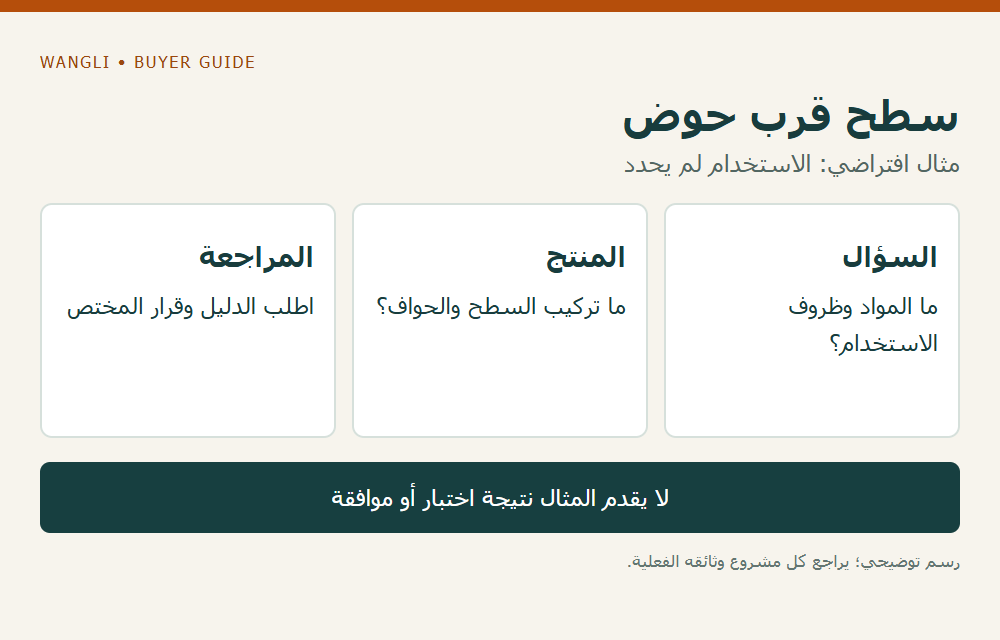 WANGLI • BUYER GUIDE
سطح قرب حوض
مثال افتراضي: الاستخدام لم يحدد
السؤال
ما المواد وظروف
الاستخدام؟
المنتج
ما تركيب السطح والحواف؟
المراجعة
اطلب الدليل وقرار المختص
لا يقدم المثال نتيجة اختبار أو موافقة
رسم توضيحي؛ يراجع كل مشروع وثائقه الفعلية.